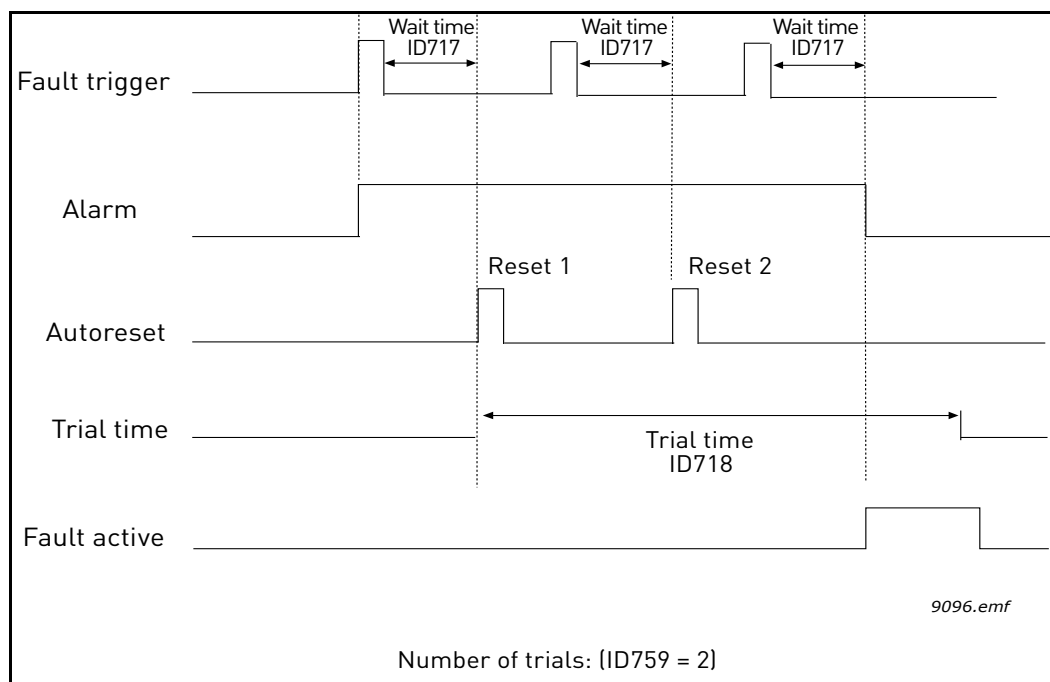 Wait time
ID717
Wait time
ID717
Wait time
ID717
Fault trigger
Alarm
Reset 1
Reset 2
Autoreset
Trial time
Trial time
ID718
Fault active
9096.emf
Number of trials: (ID759 = 2)